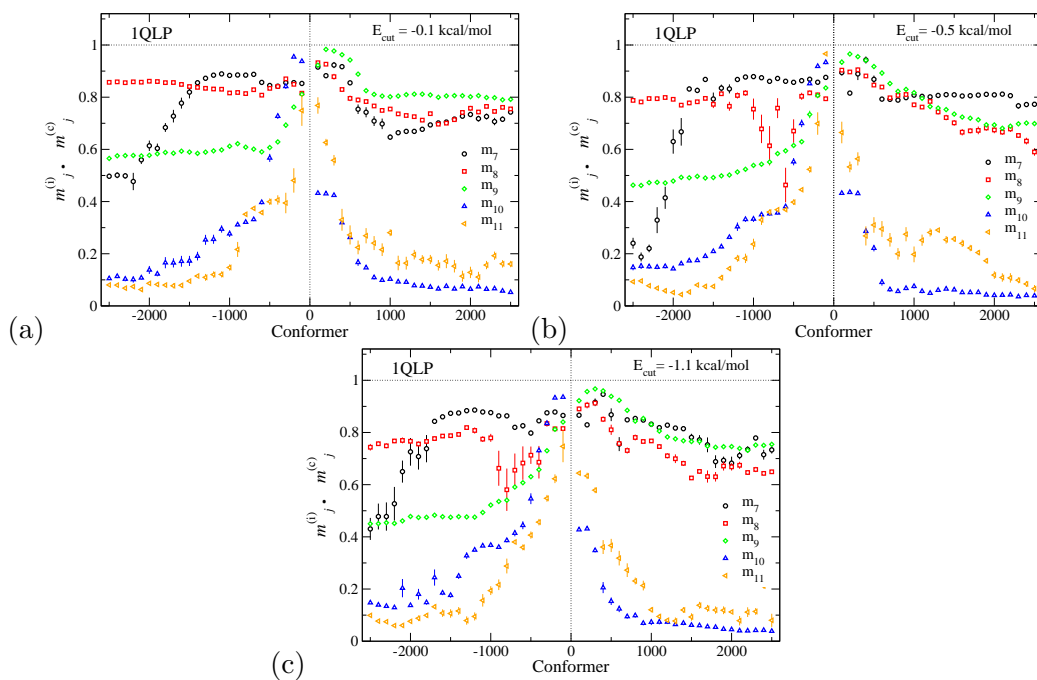 1QLP
E_cut = -0.1 kcal/mol
1
0.8
0.6
0.4
0.2
0
m_j^(i) • m_j^(c)
m_7
m_8
m_9
m_10
m_11
-2000 -1000 0 1000 2000
Conformer
(a)
1QLP
E_cut = -0.5 kcal/mol
1
0.8
0.6
0.4
0.2
0
m_j^(i) • m_j^(c)
m_7
m_8
m_9
m_10
m_11
-2000 -1000 0 1000 2000
Conformer
(b)
1QLP
E_cut = -1.1 kcal/mol
1
0.8
0.6
0.4
0.2
0
m_j^(i) • m_j^(c)
m_7
m_8
m_9
m_10
m_11
-2000 -1000 0 1000 2000
Conformer
(c)